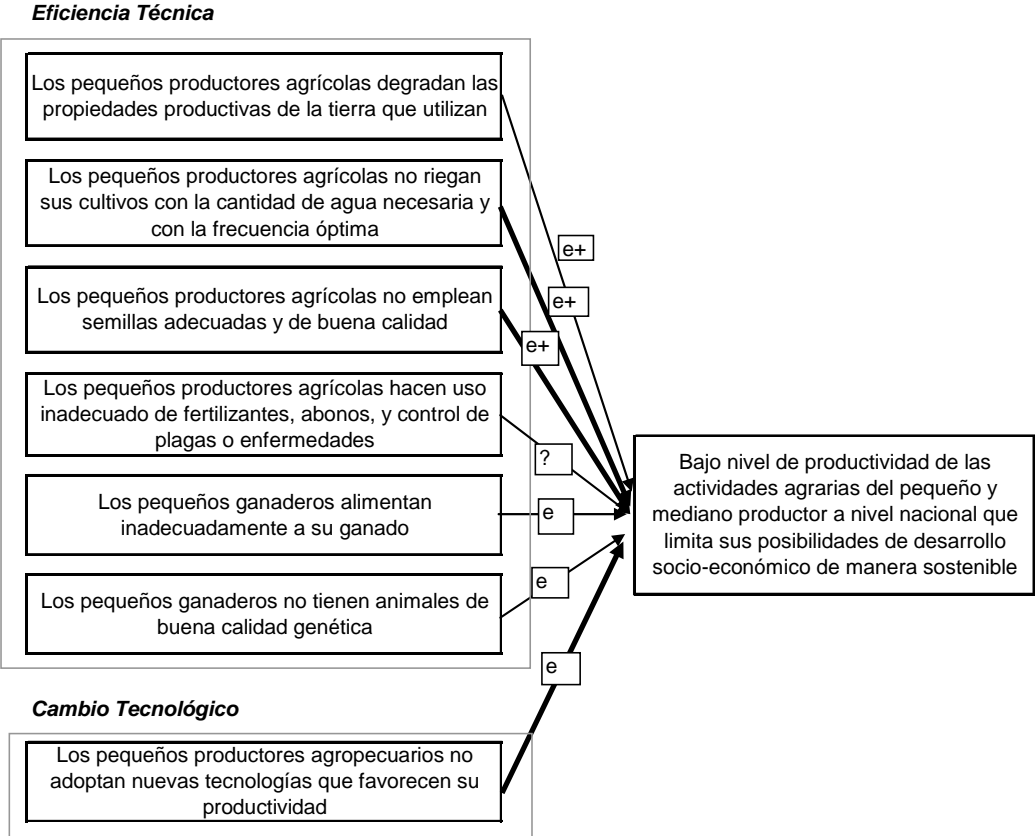 Eficiencia Técnica
Los pequeños productores agrícolas degradan las
propiedades productivas de la tierra que utilizan
Los pequeños productores agrícolas no riegan
sus cultivos con la cantidad de agua necesaria y
con la frecuencia óptima
e+
e+
Los pequeños productores agrícolas no emplean
semillas adecuadas y de buena calidad
e+
Los pequeños productores agrícolas hacen uso
inadecuado de fertilizantes, abonos, y control de
plagas o enfermedades
?
Los pequeños ganaderos alimentan
inadecuadamente a su ganado
e
Los pequeños ganaderos no tienen animales de
buena calidad genética
e
Bajo nivel de productividad de las
actividades agrarias del pequeño y
mediano productor a nivel nacional que
limita sus posibilidades de desarrollo
socio-económico de manera sostenible
e
Cambio Tecnológico
Los pequeños productores agropecuarios no
adoptan nuevas tecnologías que favorecen su
productividad